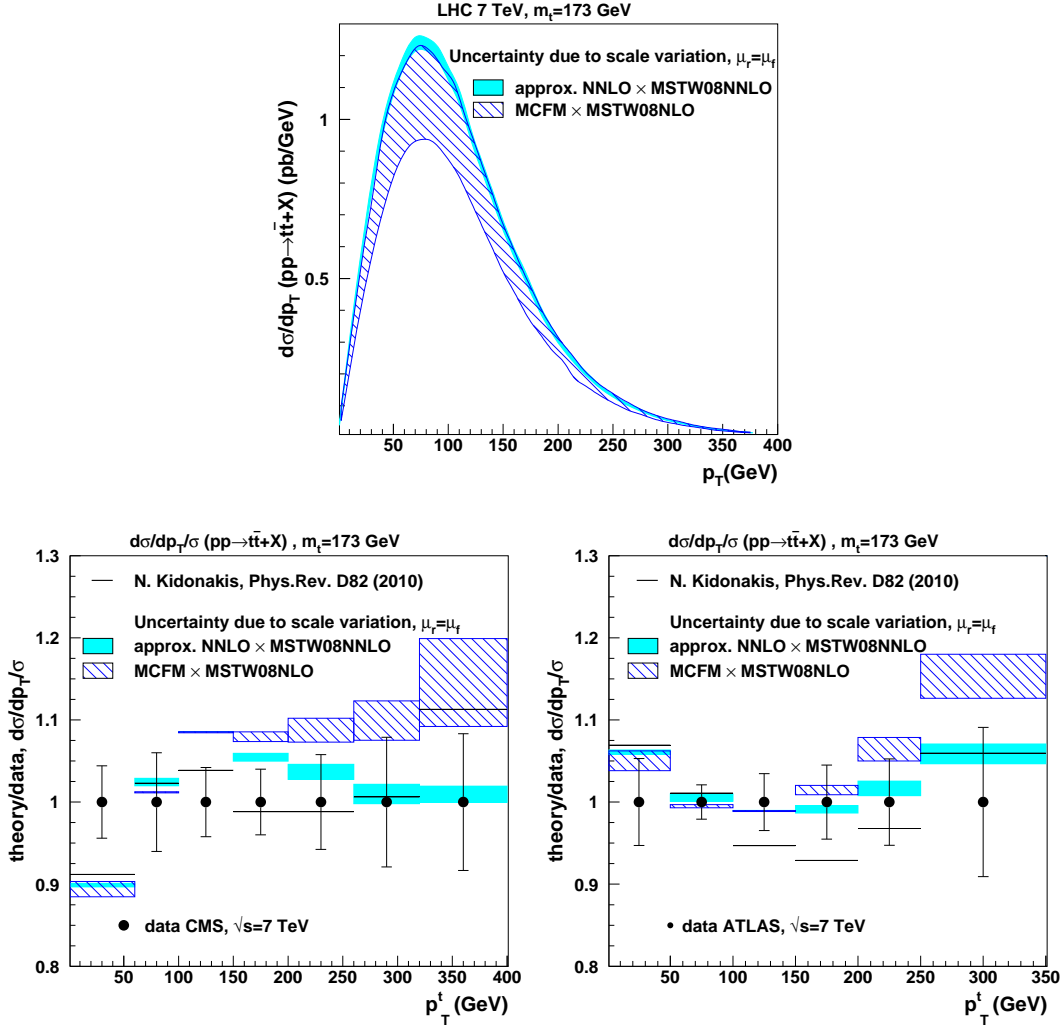 LHC 7 TeV, m_t=173 GeV
Uncertainty due to scale variation, μ_r=μ_f
approx. NNLO × MSTW08NNLO
MCFM × MSTW08NLO
dσ/dp_T (pp→tt̄+X) (pb/GeV)
1
0.5
50 100 150 200 250 300 350 400
p_T(GeV)
dσ/dp_T/σ (pp→tt̄+X) , m_t=173 GeV
N. Kidonakis, Phys.Rev. D82 (2010)
Uncertainty due to scale variation, μ_r=μ_f
approx. NNLO × MSTW08NNLO
MCFM × MSTW08NLO
theory/data, dσ/dp_T/σ
1.3
1.2
1.1
1
0.9
0.8
data CMS, √s=7 TeV
50 100 150 200 250 300 350 400
p_T^t (GeV)
dσ/dp_T/σ (pp→tt̄+X) , m_t=173 GeV
N. Kidonakis, Phys.Rev. D82 (2010)
Uncertainty due to scale variation, μ_r=μ_f
approx. NNLO × MSTW08NNLO
MCFM × MSTW08NLO
theory/data, dσ/dp_T/σ
1.3
1.2
1.1
1
0.9
0.8
data ATLAS, √s=7 TeV
50 100 150 200 250 300 350
p_T^t (GeV)